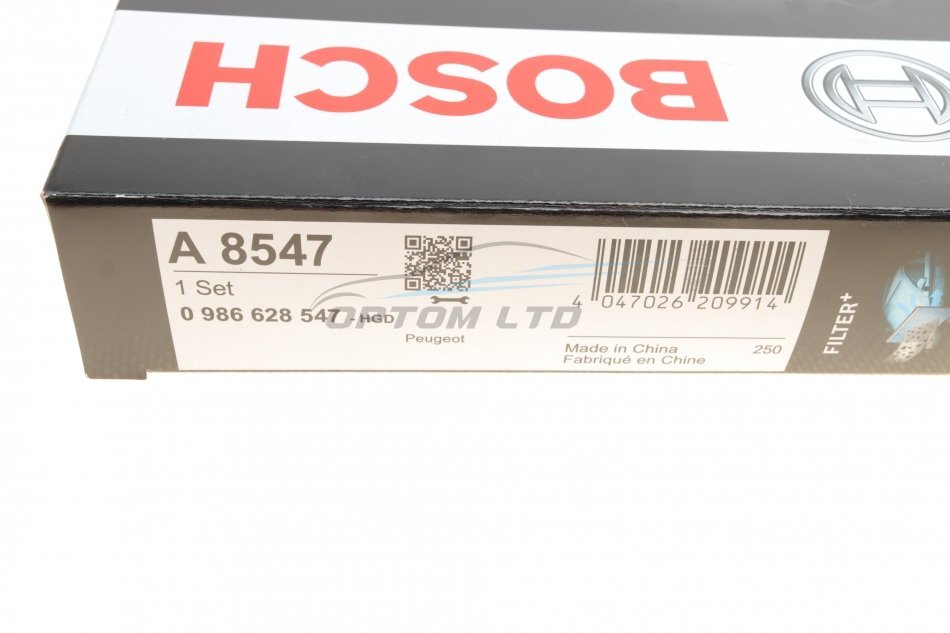 BOSCH
A 8547
1 Set
0 986 628 547 - HGD
Peugeot
4 047026 209914
Made in China 250
Fabriqué en Chine
FILTER+
OPTOM LTD